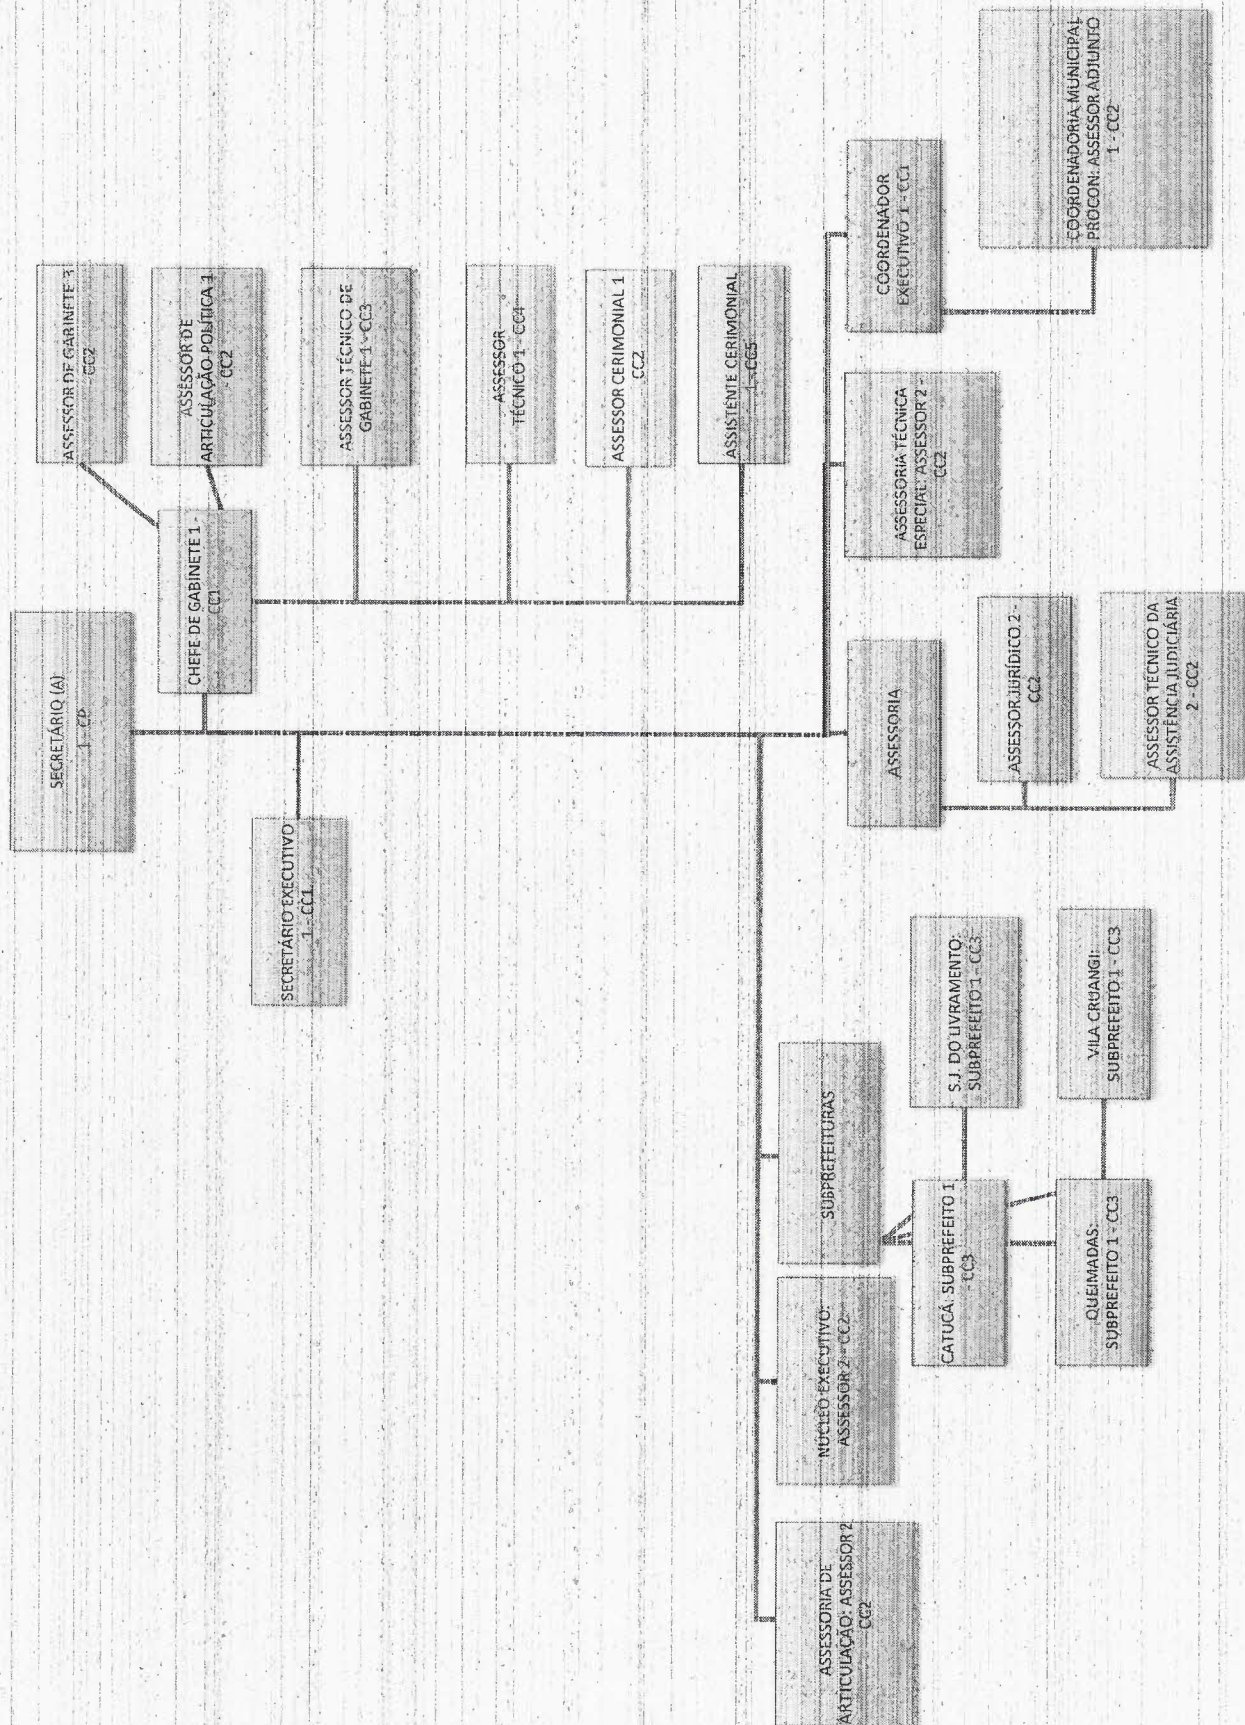 SECRETÁRIO (A)
1 - CP
CHEFE DE GABINETE 1 -
CC1
ASSESSOR DE GABINETE 3
CC2
ASSESSOR DE
ARTICULAÇÃO POLÍTICA 1
- CC2
ASSESSOR TÉCNICO DE
GABINETE 1 - CC3
ASSESSOR
TÉCNICO 1 - CC4
ASSESSOR CERIMONIAL 1
CC2
ASSISTENTE CERIMONIAL
1 - CC5
SECRETÁRIO EXECUTIVO
1 - CC1
ASSESSORIA DE
ARTICULAÇÃO: ASSESSOR 2
CC2
NÚCLEO EXECUTIVO:
ASSESSOR 2 - CC2
SUBPREFEITURAS
CATUCÁ: SUBPREFEITO 1
- CC3
S.J. DO LIVRAMENTO:
SUBPREFEITO 1 - CC3
QUEIMADAS:
SUBPREFEITO 1 - CC3
VILA CRUANGI:
SUBPREFEITO 1 - CC3
ASSESSORIA
ASSESSOR JURÍDICO 2 -
CC2
ASSESSOR TÉCNICO DA
ASSISTENCIA JUDICIÁRIA
2 - CC2
ASSESSORIA TÉCNICA
ESPECIAL: ASSESSOR 2 -
CC2
COORDENADOR
EXECUTIVO 1 - CC1
COORDENADORIA MUNICIPAL
PROCON: ASSESSOR ADJUNTO
1 - CC2